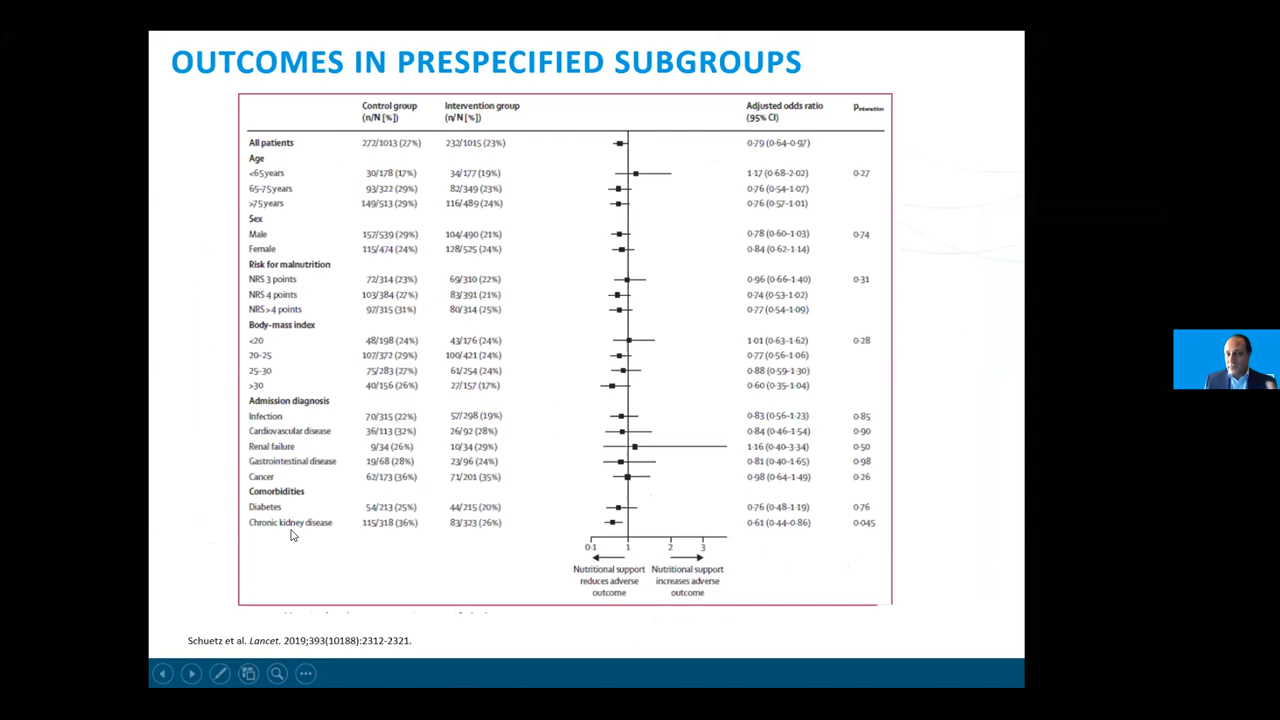 OUTCOMES IN PRESPECIFIED SUBGROUPS
Control group Intervention group Adjusted odds ratio Pinteraction
(n/N [%]) (n/N [%]) (95% CI)
All patients 272/1013 (27%) 232/1015 (23%) 0·79 (0·64-0·97)
Age
<65 years 30/178 (17%) 34/177 (19%) 1·17 (0·68-2·02) 0·27
65-75 years 93/322 (29%) 82/349 (23%) 0·76 (0·54-1·07)
>75 years 149/513 (29%) 116/489 (24%) 0·76 (0·57-1·01)
Sex
Male 157/539 (29%) 104/490 (21%) 0·78 (0·60-1·03) 0·74
Female 115/474 (24%) 128/525 (24%) 0·84 (0·62-1·14)
Risk for malnutrition
NRS 3 points 72/314 (23%) 69/310 (22%) 0·96 (0·66-1·40) 0·31
NRS 4 points 103/384 (27%) 83/391 (21%) 0·74 (0·53-1·02)
NRS > 4 points 97/315 (31%) 80/314 (25%) 0·77 (0·54-1·09)
Body-mass index
<20 48/198 (24%) 43/176 (24%) 1·01 (0·63-1·62) 0·28
20-25 107/372 (29%) 100/421 (24%) 0·77 (0·56-1·06)
25-30 75/283 (27%) 61/254 (24%) 0·88 (0·59-1·30)
>30 40/156 (26%) 27/157 (17%) 0·60 (0·35-1·04)
Admission diagnosis
Infection 70/315 (22%) 57/298 (19%) 0·83 (0·56-1·23) 0·85
Cardiovascular disease 36/113 (32%) 26/92 (28%) 0·84 (0·46-1·54) 0·90
Renal failure 9/34 (26%) 10/34 (29%) 1·16 (0·40-3·34) 0·50
Gastrointestinal disease 19/68 (28%) 23/96 (24%) 0·81 (0·40-1·65) 0·98
Cancer 62/173 (36%) 71/201 (35%) 0·98 (0·64-1·49) 0·26
Comorbidities
Diabetes 54/213 (25%) 44/215 (20%) 0·76 (0·48-1·19) 0·76
Chronic kidney disease 115/318 (36%) 83/323 (26%) 0·61 (0·44-0·86) 0·045
0·1 1 2 3
Nutritional support Nutritional support
reduces adverse increases adverse
outcome outcome
Schuetz et al. Lancet. 2019;393(10188):2312-2321.